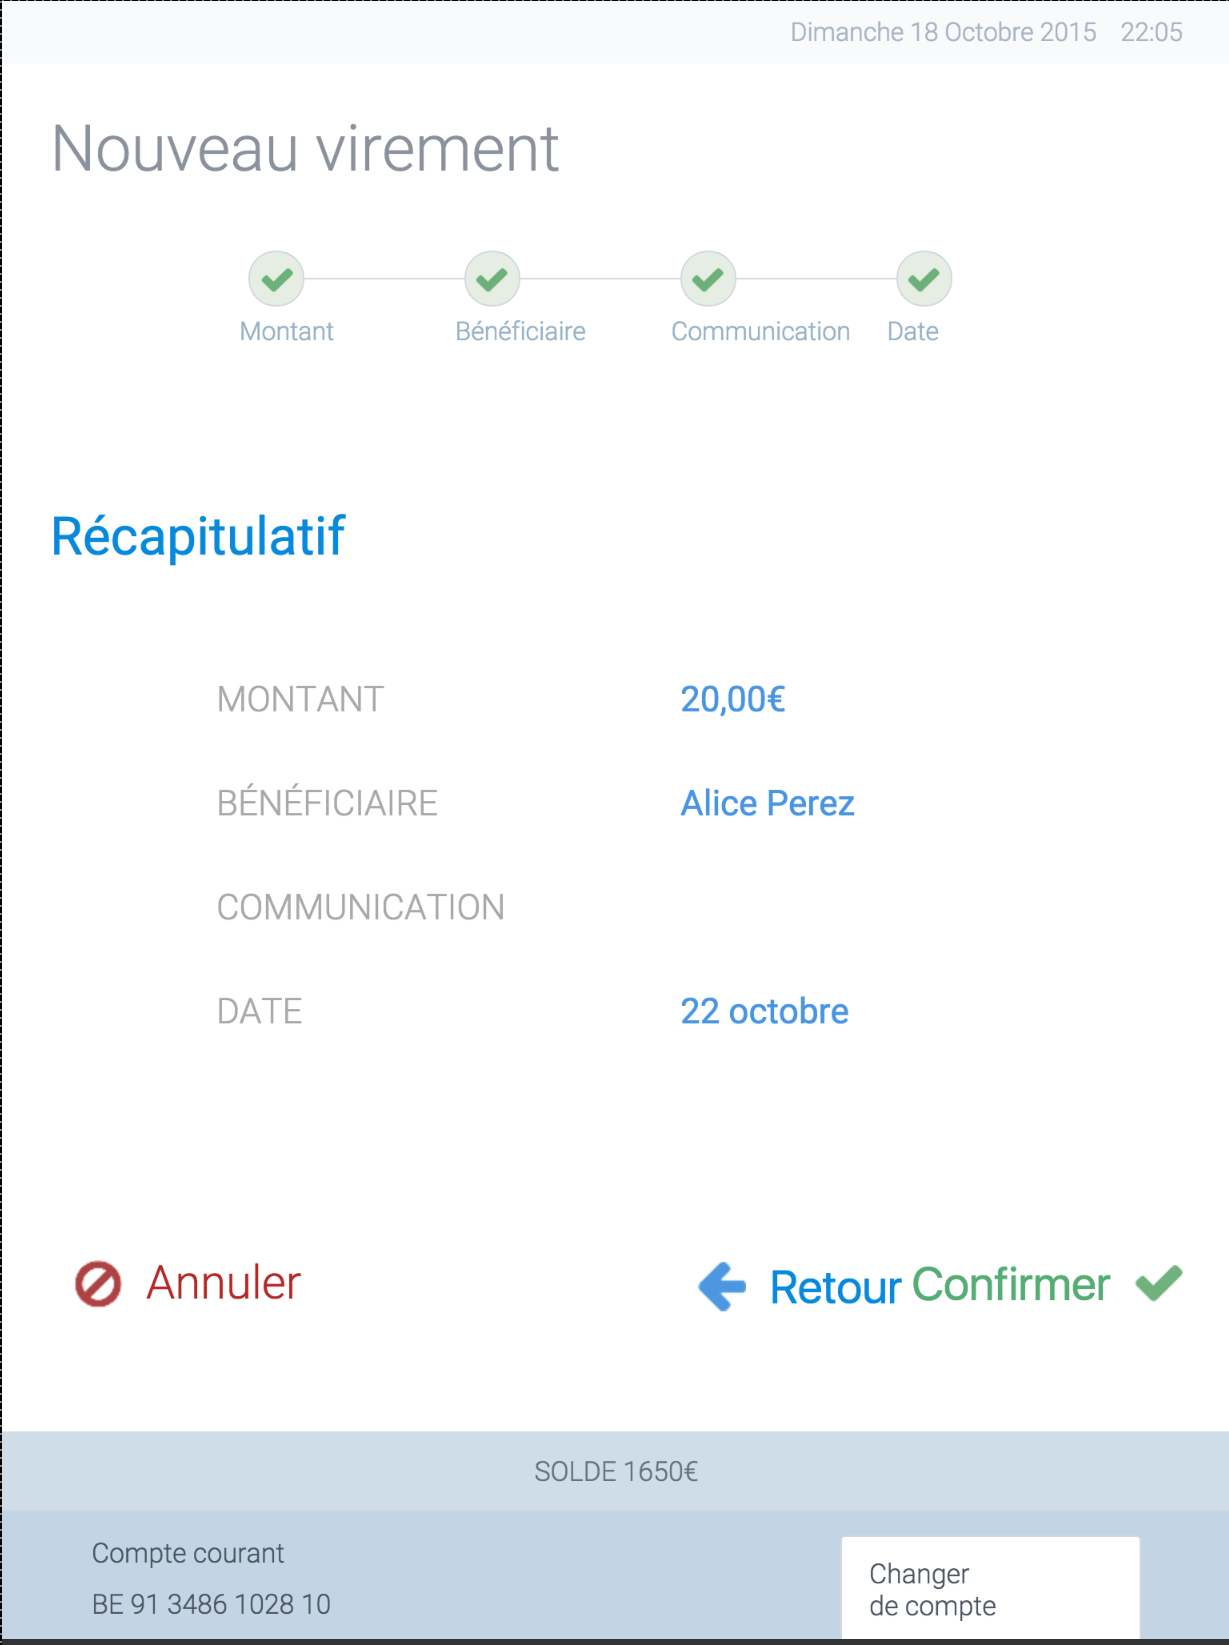 Dimanche 18 Octobre 2015 22:05
Nouveau virement
Montant Bénéficiaire Communication Date
Récapitulatif
MONTANT 20,00€
BÉNÉFICIAIRE Alice Perez
COMMUNICATION
DATE 22 octobre
Annuler Retour Confirmer
SOLDE 1650€
Compte courant
BE 91 3486 1028 10
Changer
de compte